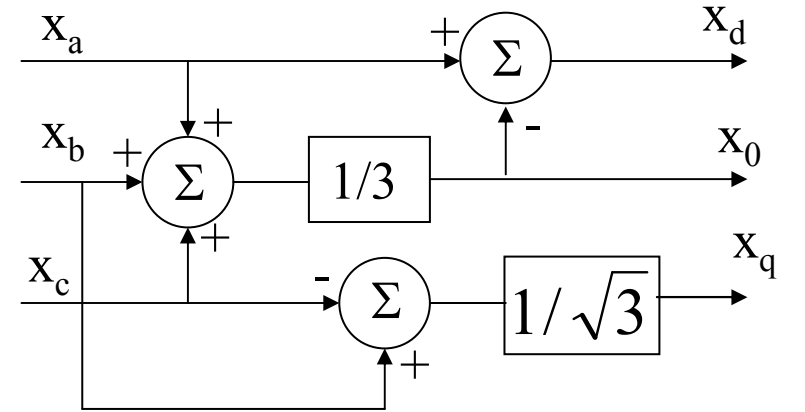 x_a + Σ x_d
-
x_b + + Σ 1/3 x_0
+
x_c - Σ 1/√3 x_q
+